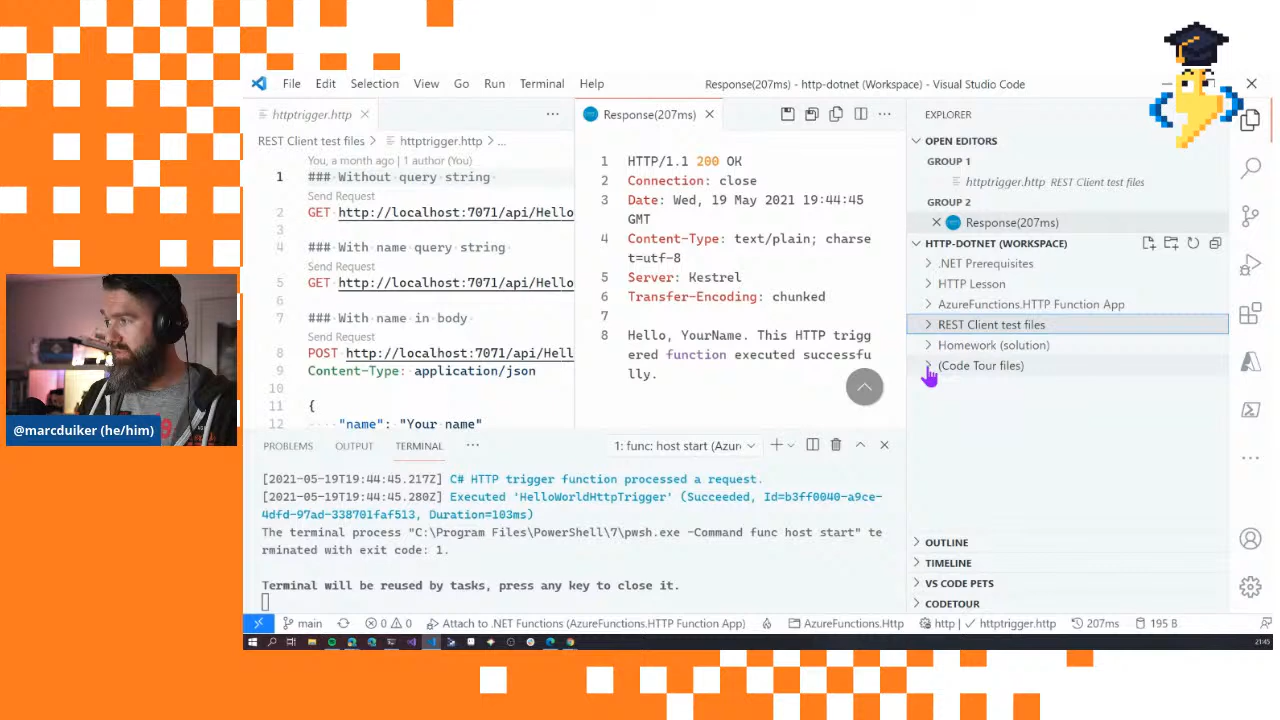 File Edit Selection View Go Run Terminal Help
Response(207ms) - http-dotnet (Workspace) - Visual Studio Code
httptrigger.http
REST Client test files > httptrigger.http > ...
You, a month ago | 1 author (You)
1 ### Without query string
Send Request
2 GET http://localhost:7071/api/Hello
3
4 ### With name query string
Send Request
5 GET http://localhost:7071/api/Hello
6
7 ### With name in body
Send Request
8 POST http://localhost:7071/api/Hell
9 Content-Type: application/json
10
11 {
12 "name": "Your name"
Response(207ms)
1 HTTP/1.1 200 OK
2 Connection: close
3 Date: Wed, 19 May 2021 19:44:45
GMT
4 Content-Type: text/plain; charse
t=utf-8
5 Server: Kestrel
6 Transfer-Encoding: chunked
7
8 Hello, YourName. This HTTP trigg
ered function executed successfu
lly.
EXPLORER
OPEN EDITORS
GROUP 1
httptrigger.http REST Client test files
GROUP 2
Response(207ms)
HTTP-DOTNET (WORKSPACE)
.NET Prerequisites
HTTP Lesson
AzureFunctions.HTTP Function App
REST Client test files
Homework (solution)
(Code Tour files)
OUTLINE
TIMELINE
VS CODE PETS
CODETOUR
@marcduiker (he/him)
PROBLEMS OUTPUT TERMINAL ...
1: func: host start (Azure
[2021-05-19T19:44:45.217Z] C# HTTP trigger function processed a request.
[2021-05-19T19:44:45.280Z] Executed 'HelloWorldHttpTrigger' (Succeeded, Id=b3ff0040-a9ce-
4dfd-97ad-338701faf513, Duration=103ms)
The terminal process "C:\Program Files\PowerShell\7\pwsh.exe -Command func host start" te
rminated with exit code: 1.
Terminal will be reused by tasks, press any key to close it.
main 0 0 Attach to .NET Functions (AzureFunctions.HTTP Function App) AzureFunctions.Http http | httptrigger.http 207ms 195 B
21:45